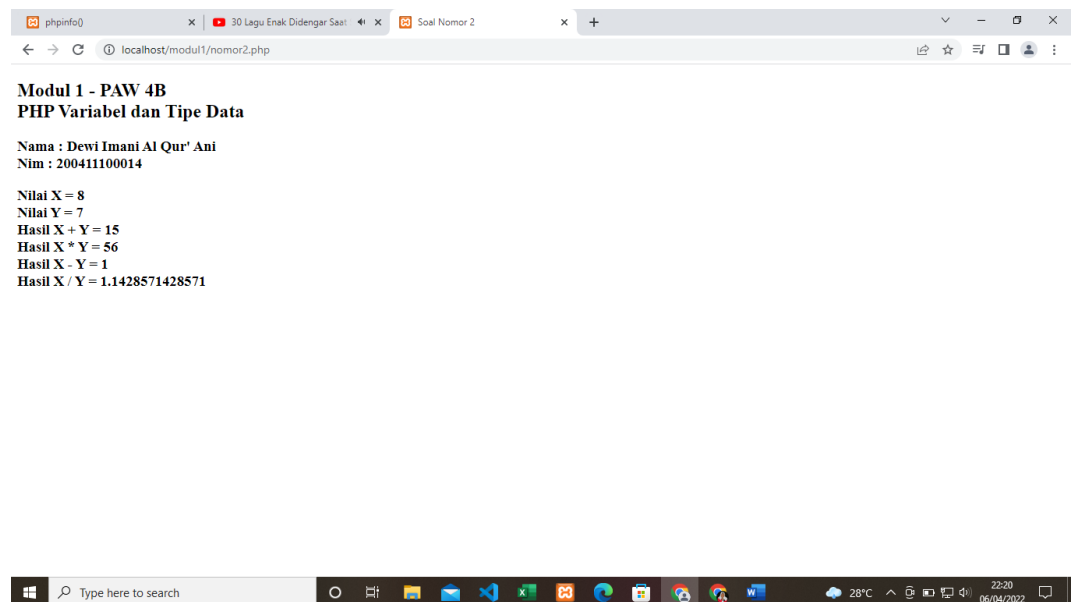 phpinfo()
30 Lagu Enak Didengar Saat
Soal Nomor 2
localhost/modul1/nomor2.php
Modul 1 - PAW 4B
PHP Variabel dan Tipe Data
Nama : Dewi Imani Al Qur' Ani
Nim : 200411100014
Nilai X = 8
Nilai Y = 7
Hasil X + Y = 15
Hasil X * Y = 56
Hasil X - Y = 1
Hasil X / Y = 1.1428571428571
Type here to search
28°C
22:20
06/04/2022